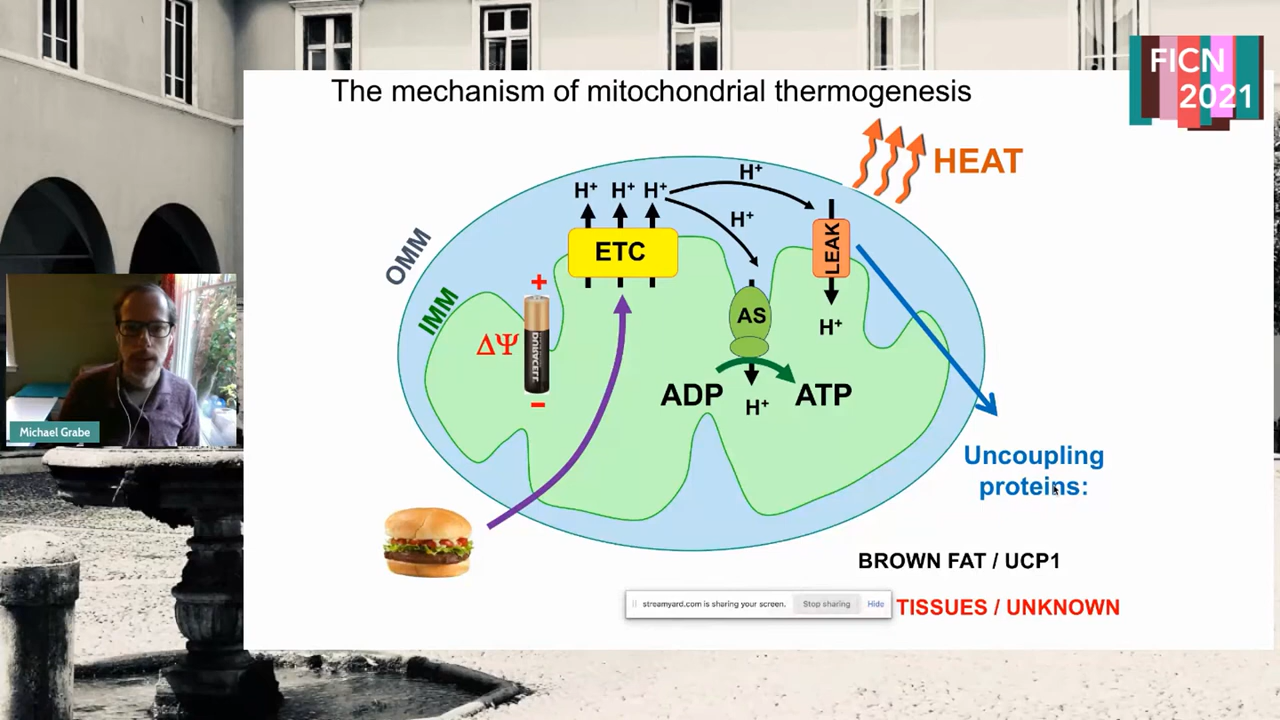 The mechanism of mitochondrial thermogenesis
FICN
2021
HEAT
H⁺ H⁺ H⁺
H⁺
H⁺
OMM
IMM
ETC
LEAK
+
ΔΨ
DURACELL
−
AS
H⁺
ADP
H⁺
ATP
Michael Grabe
Uncoupling
proteins:
BROWN FAT / UCP1
streamyard.com is sharing your screen. Stop sharing Hide
TISSUES / UNKNOWN